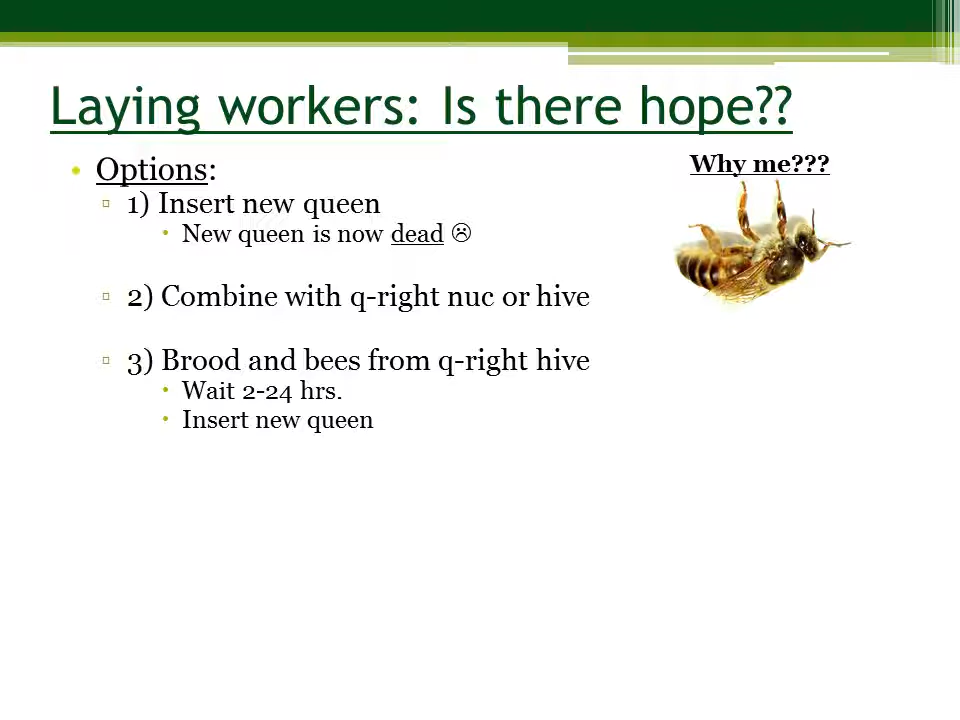 Laying workers: Is there hope??
• Options:
▫ 1) Insert new queen
• New queen is now dead ☹
▫ 2) Combine with q-right nuc or hive
▫ 3) Brood and bees from q-right hive
• Wait 2-24 hrs.
• Insert new queen
Why me???